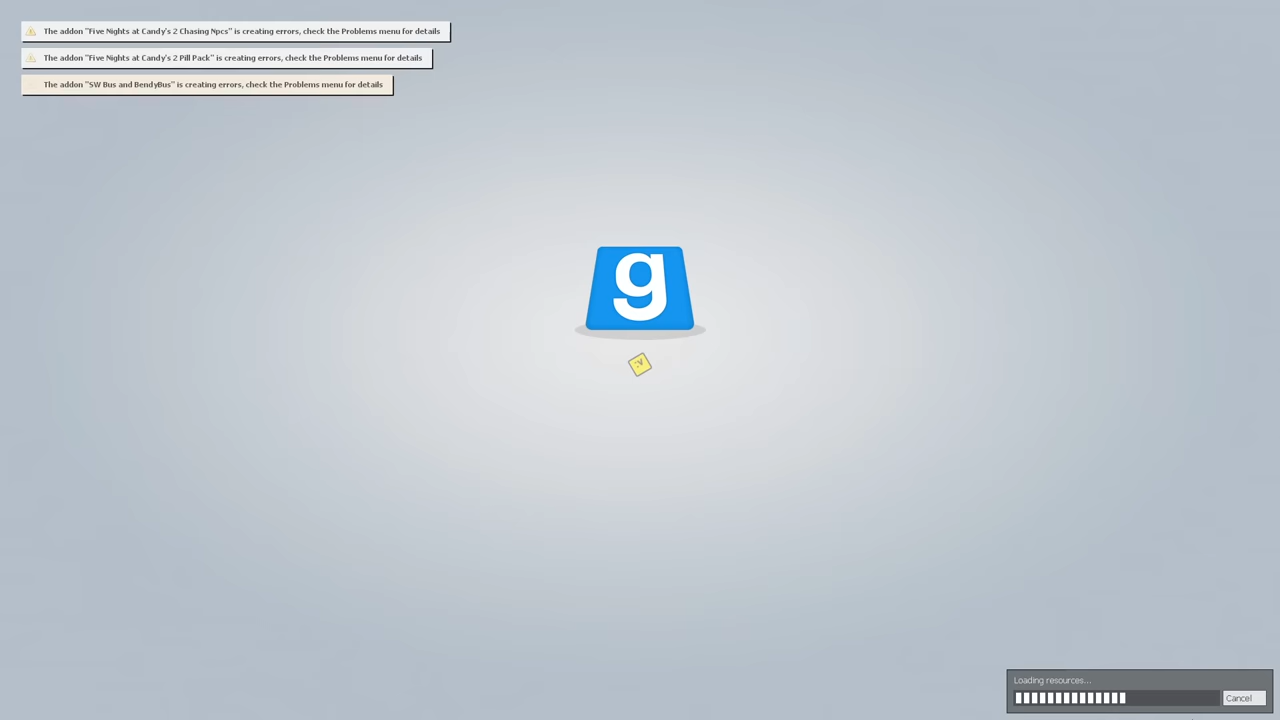 The addon "Five Nights at Candy's 2 Chasing Npcs" is creating errors, check the Problems menu for details
The addon "Five Nights at Candy's 2 Pill Pack" is creating errors, check the Problems menu for details
The addon "SW Bus and BendyBus" is creating errors, check the Problems menu for details
g
Loading resources...
Cancel